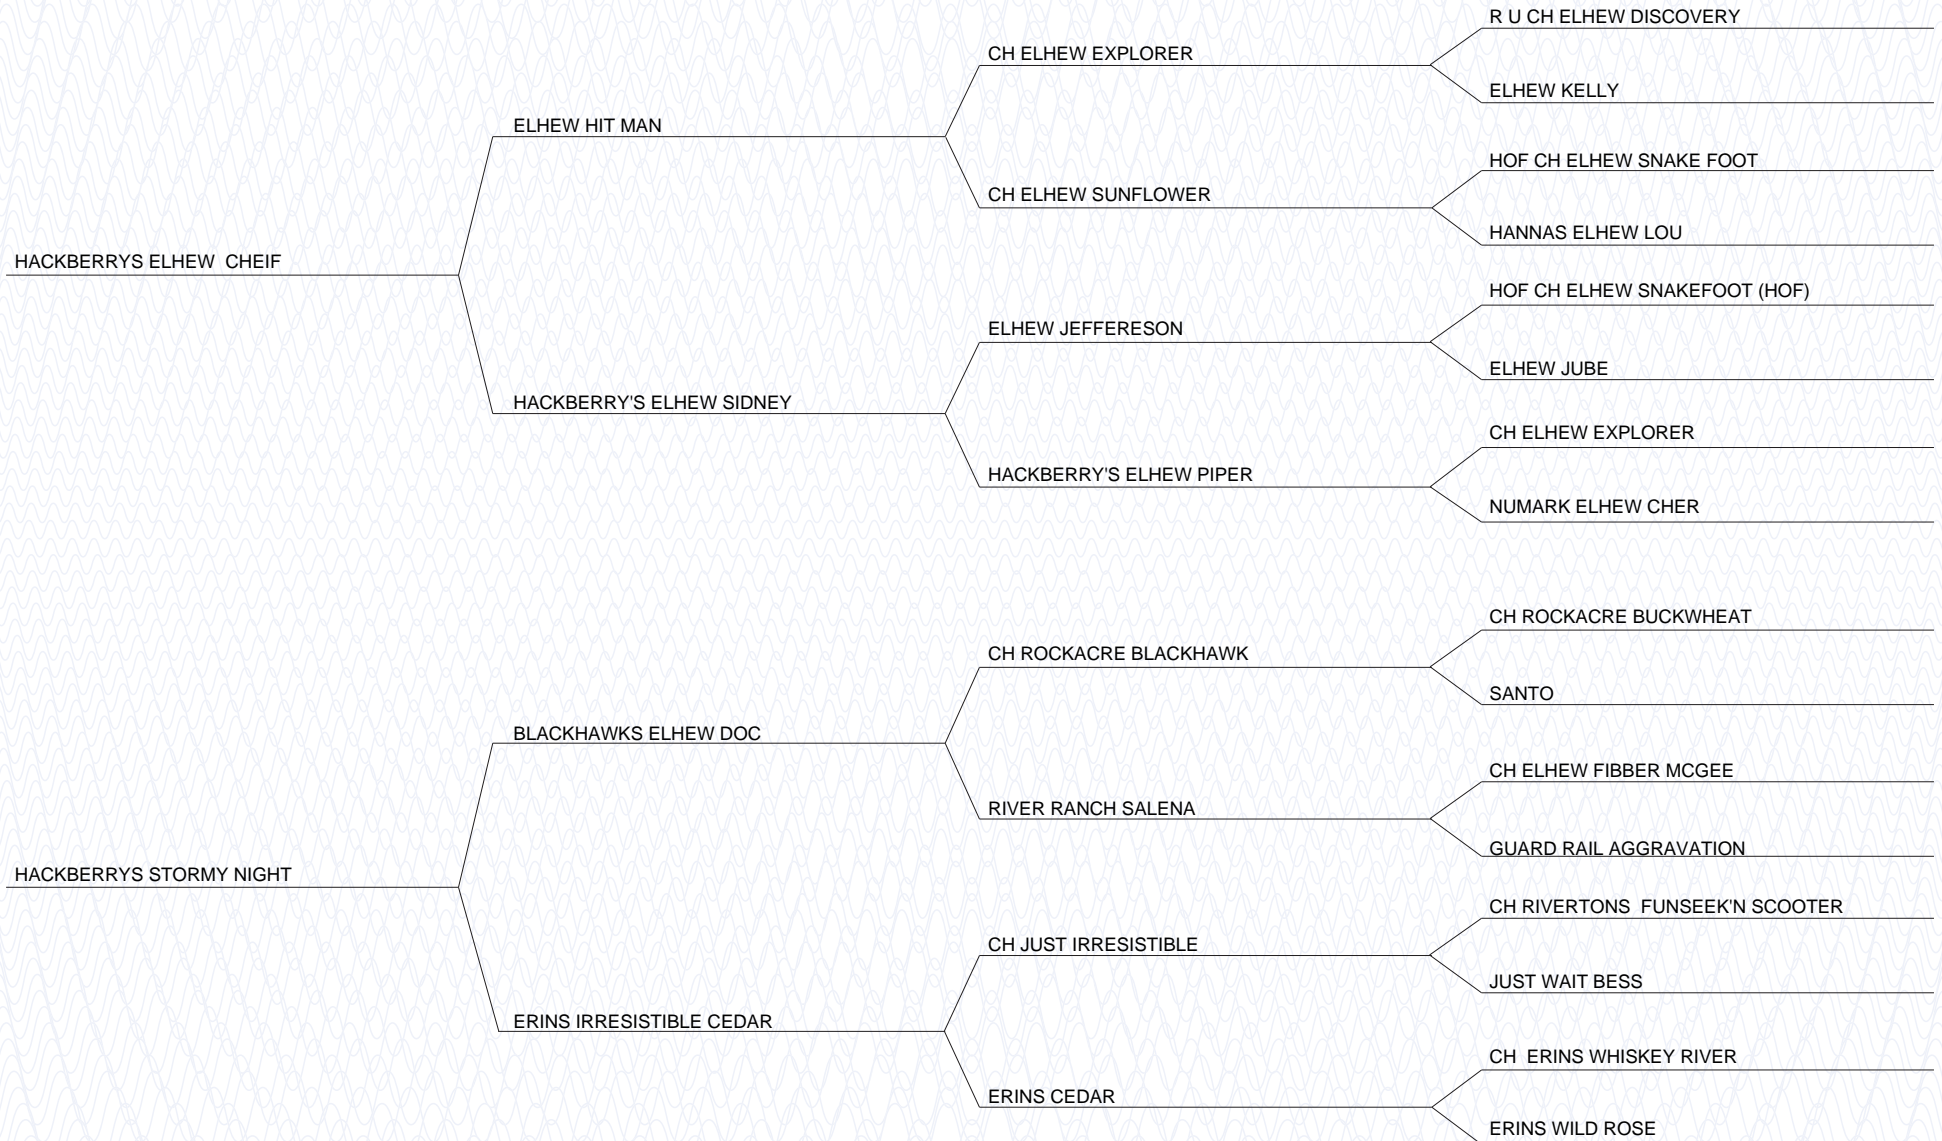 R U CH ELHEW DISCOVERY
CH ELHEW EXPLORER
ELHEW KELLY
ELHEW HIT MAN
HOF CH ELHEW SNAKE FOOT
CH ELHEW SUNFLOWER
HANNAS ELHEW LOU
HACKBERRYS ELHEW  CHEIF
HOF CH ELHEW SNAKEFOOT (HOF)
ELHEW JEFFERESON
ELHEW JUBE
HACKBERRY'S ELHEW SIDNEY
CH ELHEW EXPLORER
HACKBERRY'S ELHEW PIPER
NUMARK ELHEW CHER
CH ROCKACRE BUCKWHEAT
CH ROCKACRE BLACKHAWK
SANTO
BLACKHAWKS ELHEW DOC
CH ELHEW FIBBER MCGEE
RIVER RANCH SALENA
GUARD RAIL AGGRAVATION
HACKBERRYS STORMY NIGHT
CH RIVERTONS  FUNSEEK'N SCOOTER
CH JUST IRRESISTIBLE
JUST WAIT BESS
ERINS IRRESISTIBLE CEDAR
CH  ERINS WHISKEY RIVER
ERINS CEDAR
ERINS WILD ROSE